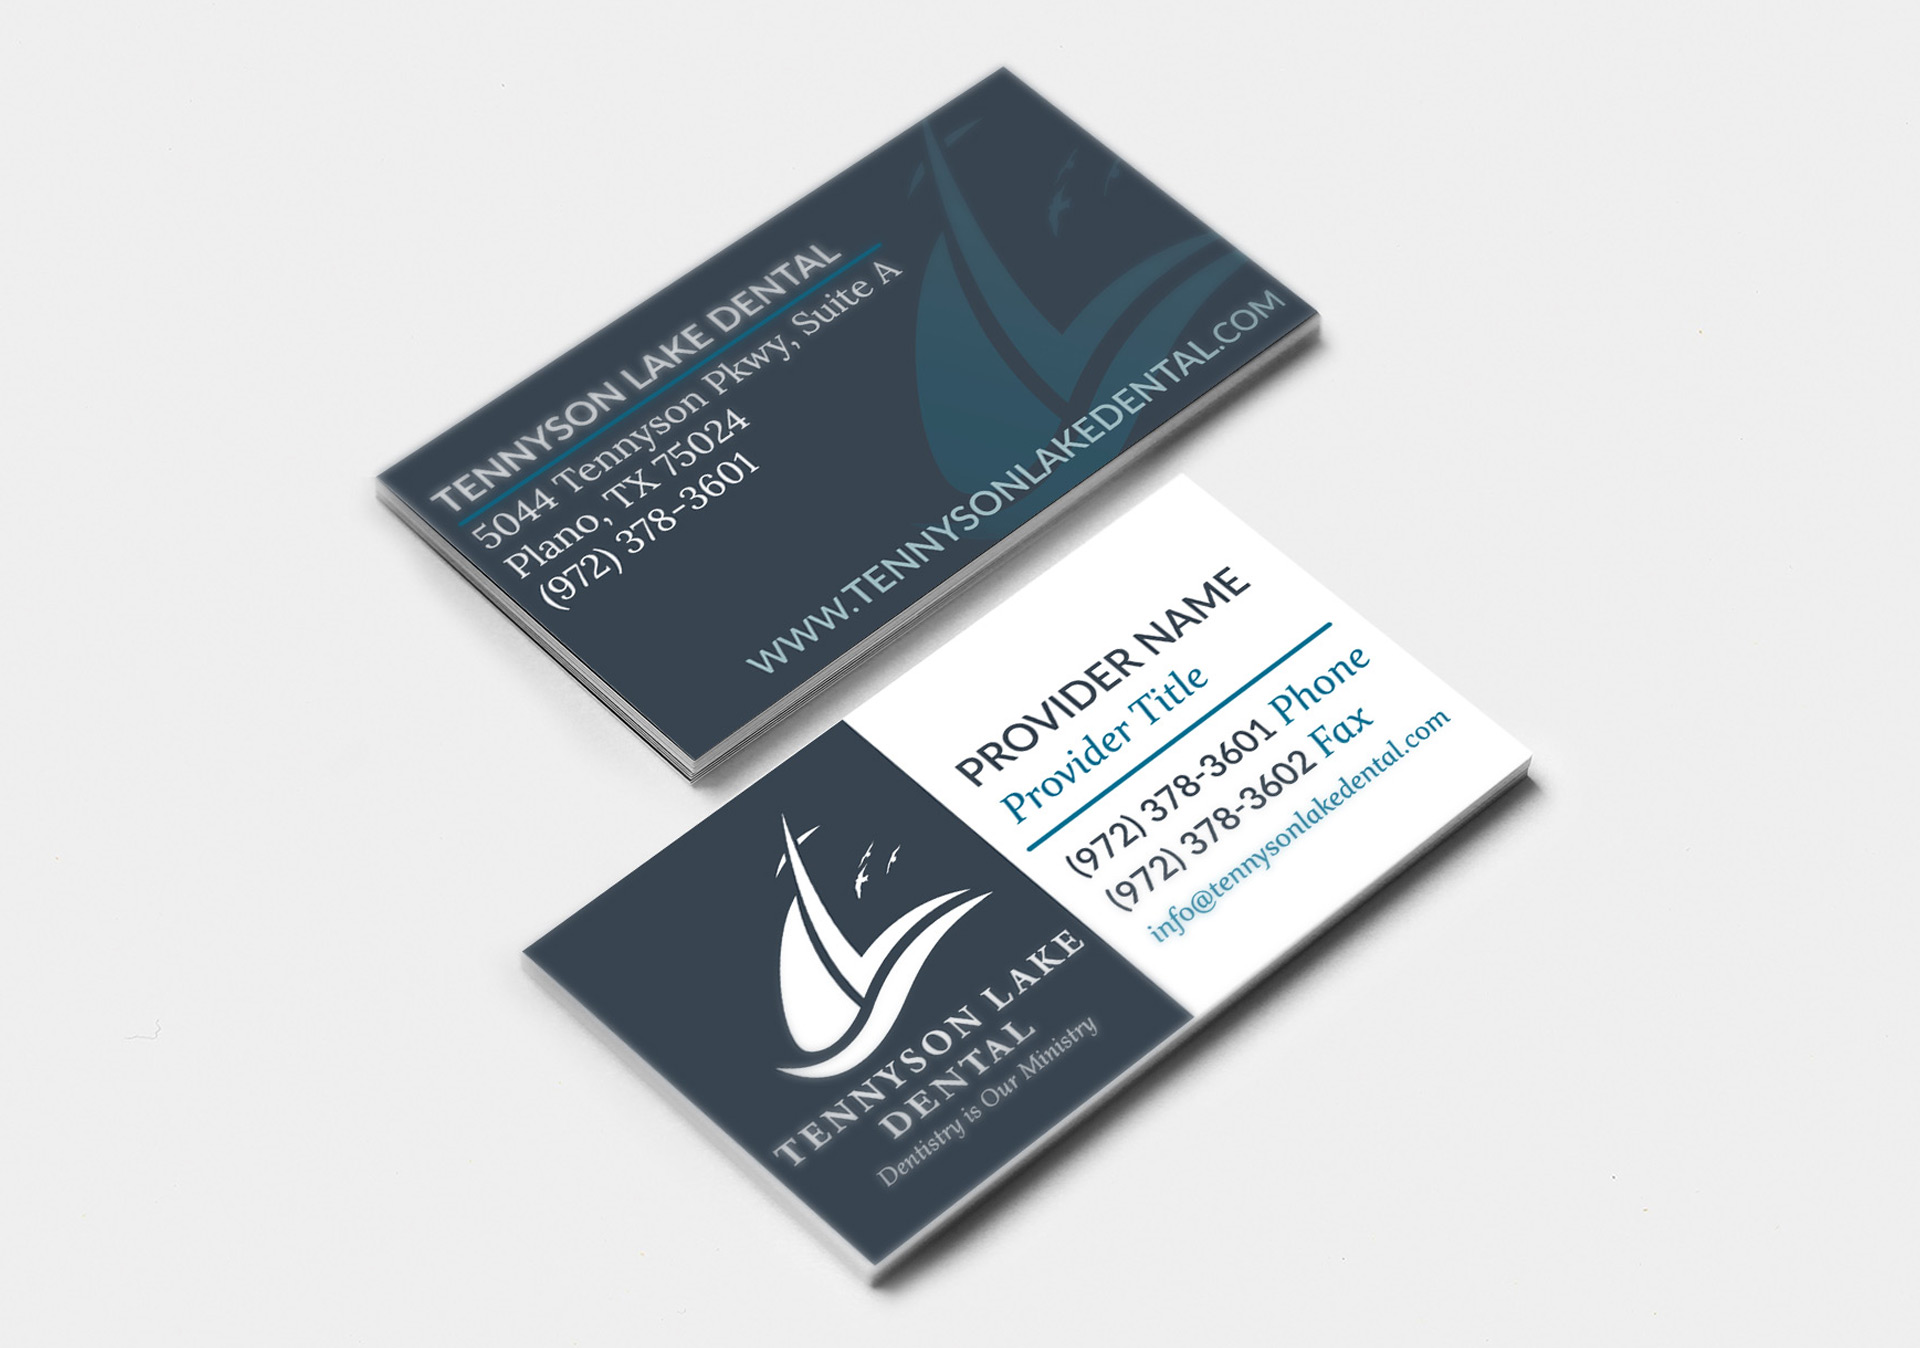 TENNYSON LAKE DENTAL
5044 Tennyson Pkwy, Suite A
Plano, TX 75024
(972) 378-3601
WWW.TENNYSONLAKEDENTAL.COM
PROVIDER NAME
Provider Title
(972) 378-3601 Phone
(972) 378-3602 Fax
info@tennysonlakedental.com
TENNYSON LAKE
DENTAL
Dentistry is Our Ministry